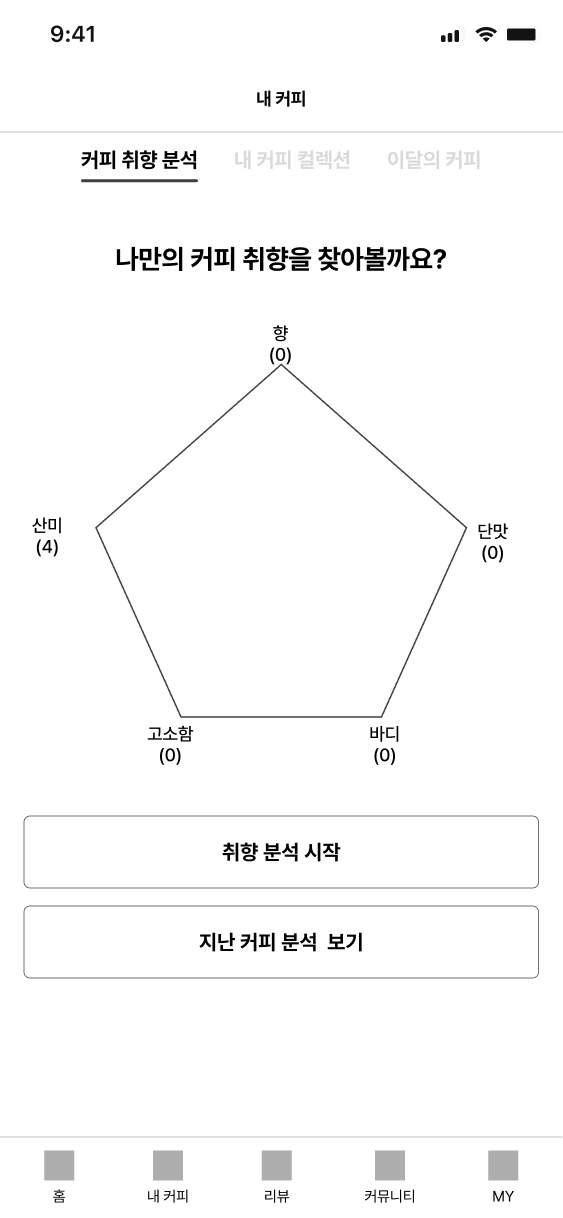 9:41
내 커피
커피 취향 분석 내 커피 컬렉션 이달의 커피
나만의 커피 취향을 찾아볼까요?
향
(0)
산미
(4)
단맛
(0)
고소함
(0)
바디
(0)
취향 분석 시작
지난 커피 분석  보기
홈 내 커피 리뷰 커뮤니티 MY